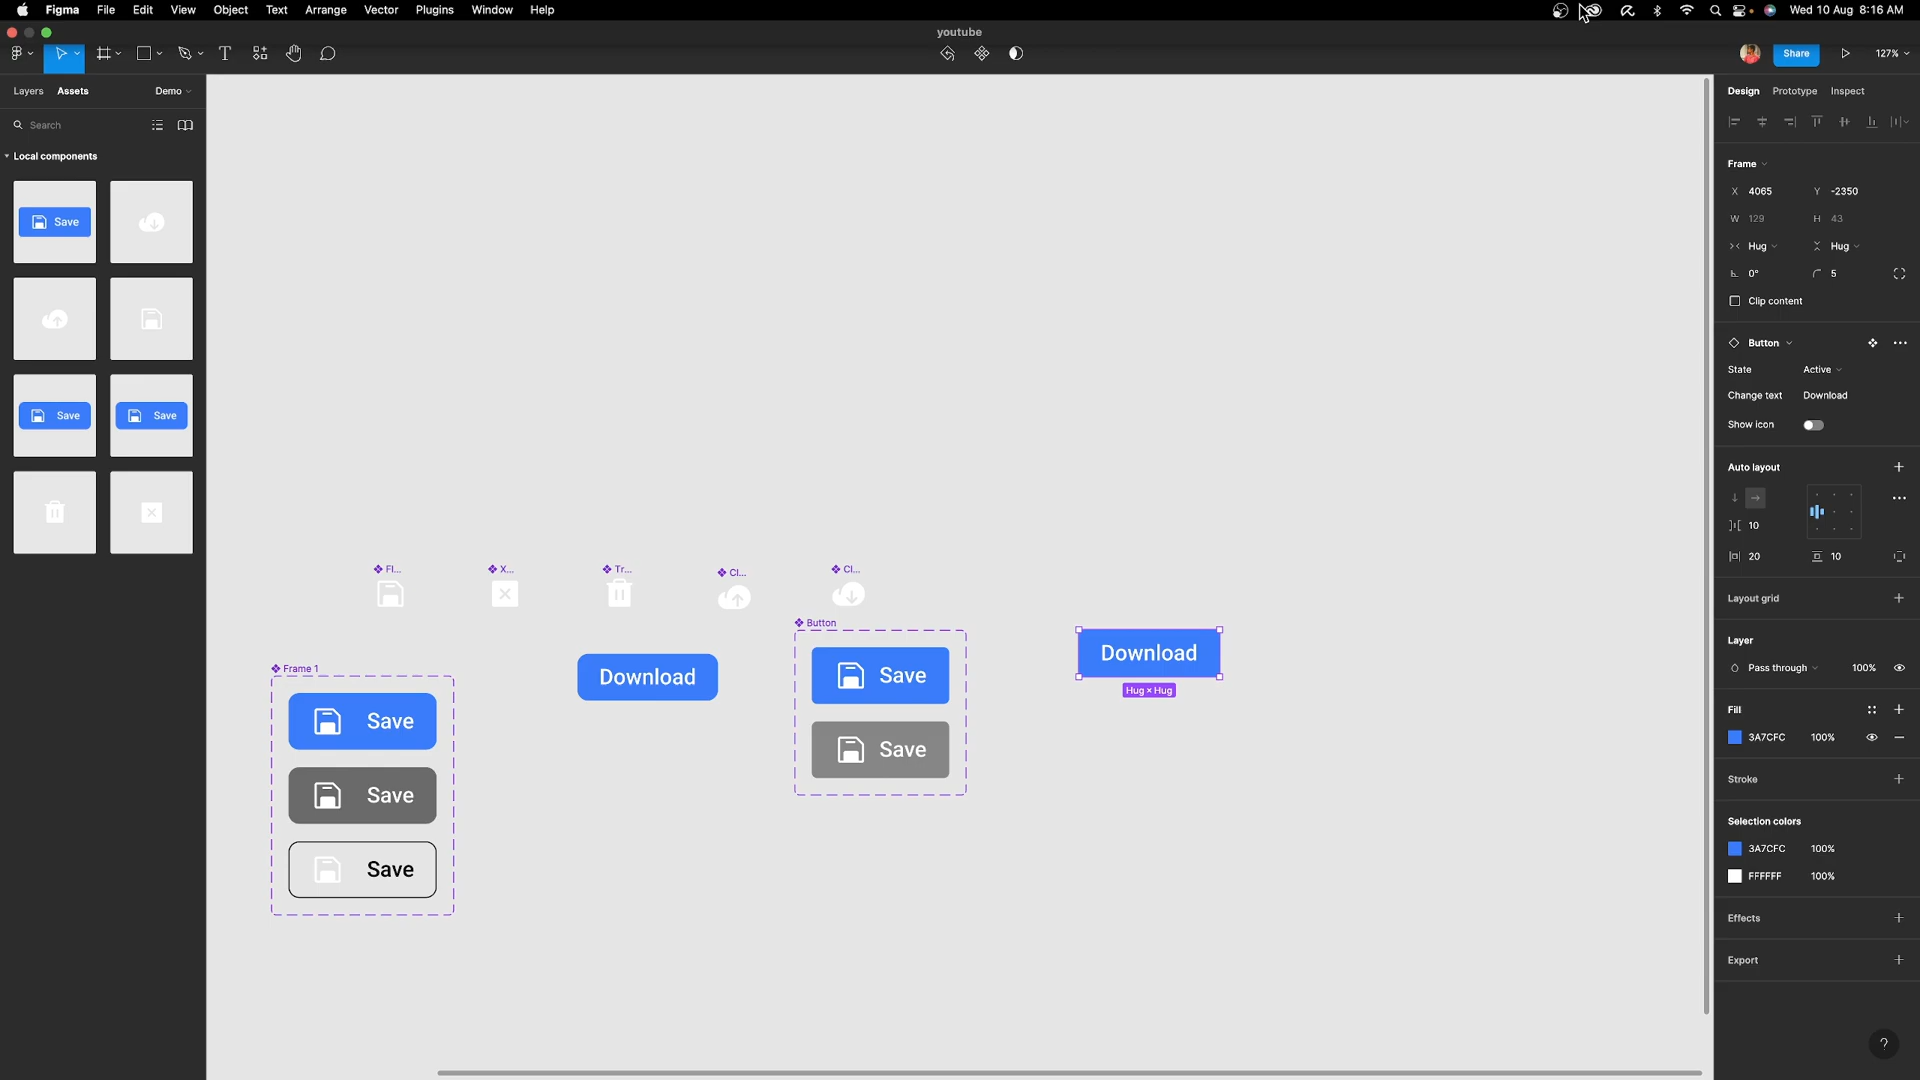 Figma File Edit View Object Text Arrange Vector Plugins Window Help
Wed 10 Aug 8:16 AM
youtube
Share
127%
Layers Assets
Demo
Search
Local components
Save
Save
Save
Fl...
X...
Tr...
Cl...
Cl...
Button
Save
Save
Frame 1
Save
Save
Save
Download
Download
Hug × Hug
Design Prototype Inspect
Frame
X 4065 Y -2350
W 129 H 43
Hug Hug
0° 5
Clip content
Button
State Active
Change text Download
Show icon
Auto layout
10
20 10
Layout grid
Layer
Pass through 100%
Fill
3A7CFC 100%
Stroke
Selection colors
3A7CFC 100%
FFFFFF 100%
Effects
Export
?